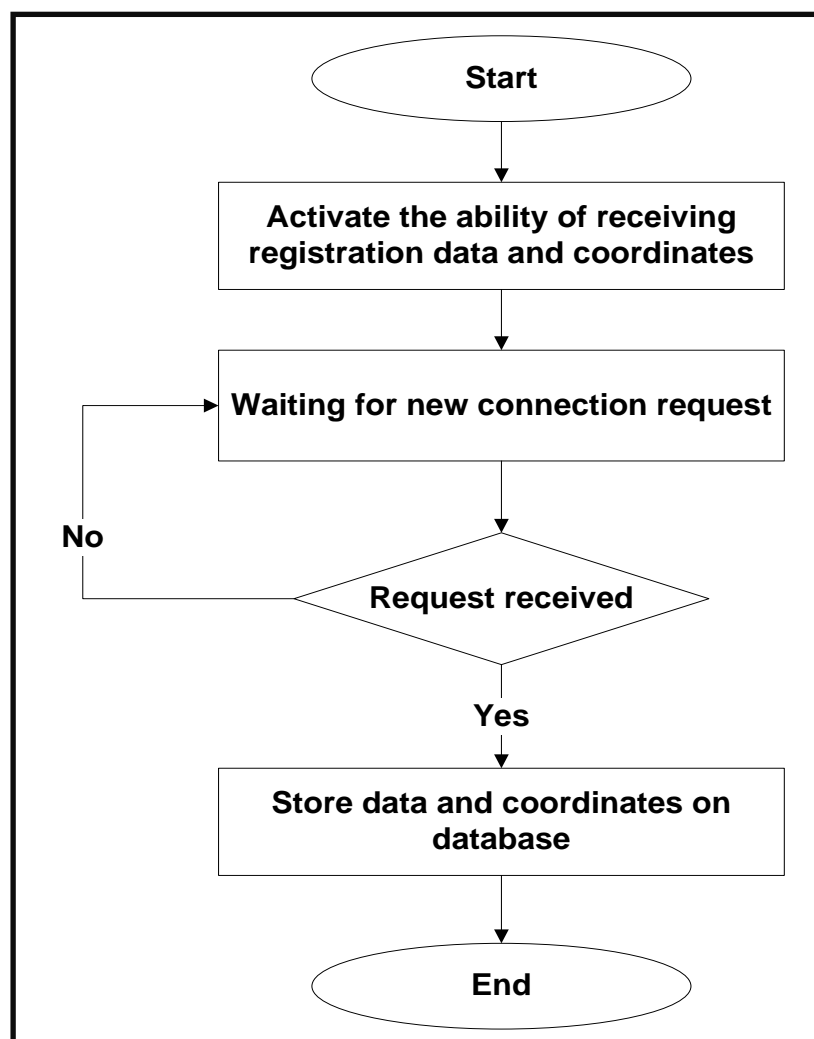 Start
Activate the ability of receiving
registration data and coordinates
Waiting for new connection request
No
Request received
Yes
Store data and coordinates on
database
End